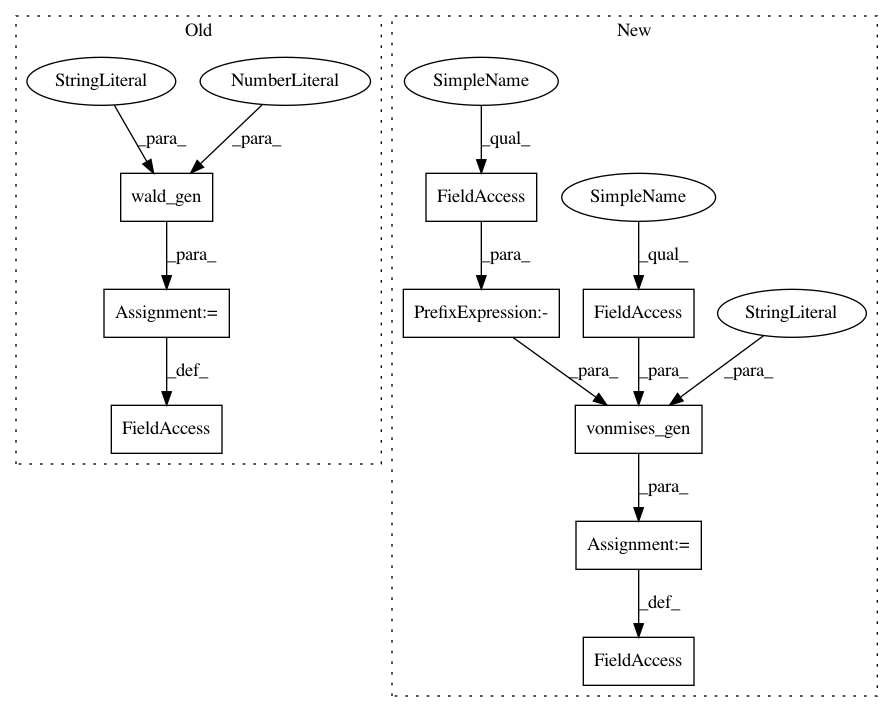 Old
New
StringLiteral
NumberLiteral
SimpleName
_para_
_para_
_qual_
wald_gen
FieldAccess
SimpleName
_para_
_para_
_qual_
Assignment:=
PrefixExpression:-
FieldAccess
StringLiteral
_def_
_para_
_para_
_para_
FieldAccess
vonmises_gen
_para_
Assignment:=
_def_
FieldAccess